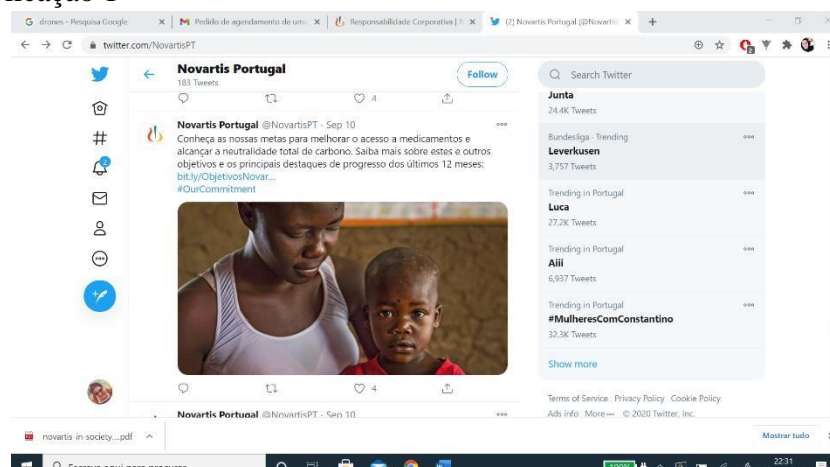 drones - Pesquisa Google
Pedido de agendamento de um
Responsabilidade Corporativa |
(2) Novartis Portugal (@Novartis
twitter.com/NovartisPT
Novartis Portugal
183 Tweets
Follow
4
Novartis Portugal @NovartisPT · Sep 10
Conheça as nossas metas para melhorar o acesso a medicamentos e
alcançar a neutralidade total de carbono. Saiba mais sobre estes e outros
objetivos e os principais destaques de progresso dos últimos 12 meses:
bit.ly/ObjetivosNovar...
#OurCommitment
4
Novartis Portugal @NovartisPT · Sep 10
Search Twitter
Junta
24.4K Tweets
Bundesliga · Trending
Leverkusen
3,757 Tweets
Trending in Portugal
Luca
27.2K Tweets
Trending in Portugal
Aiii
6,937 Tweets
Trending in Portugal
#MulheresComConstantino
32.3K Tweets
Show more
Terms of Service Privacy Policy Cookie Policy
Ads info More © 2020 Twitter, Inc.
novartis-in-society....pdf
Mostrar tudo
Escreva aqui para procurar
100%
22:31